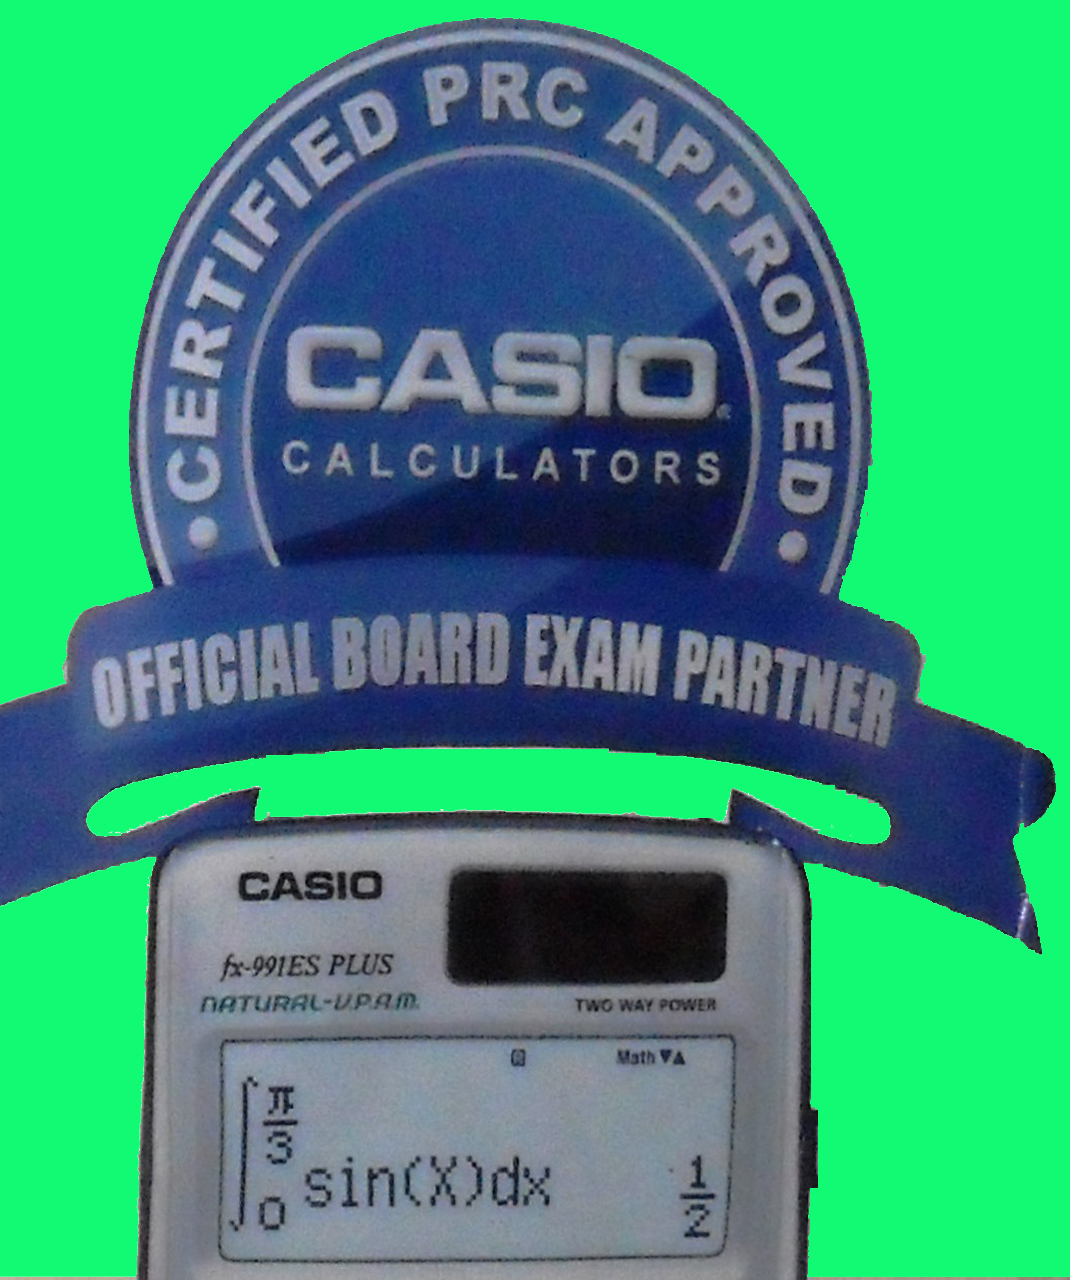 • CERTIFIED PRC APPROVED •
CASIO®
CALCULATORS
OFFICIAL BOARD EXAM PARTNER
CASIO
fx-991ES PLUS
NATURAL-V.P.A.M.
TWO WAY POWER
R Math▼▲
∫ π/3 0 sin(X)dx 1/2